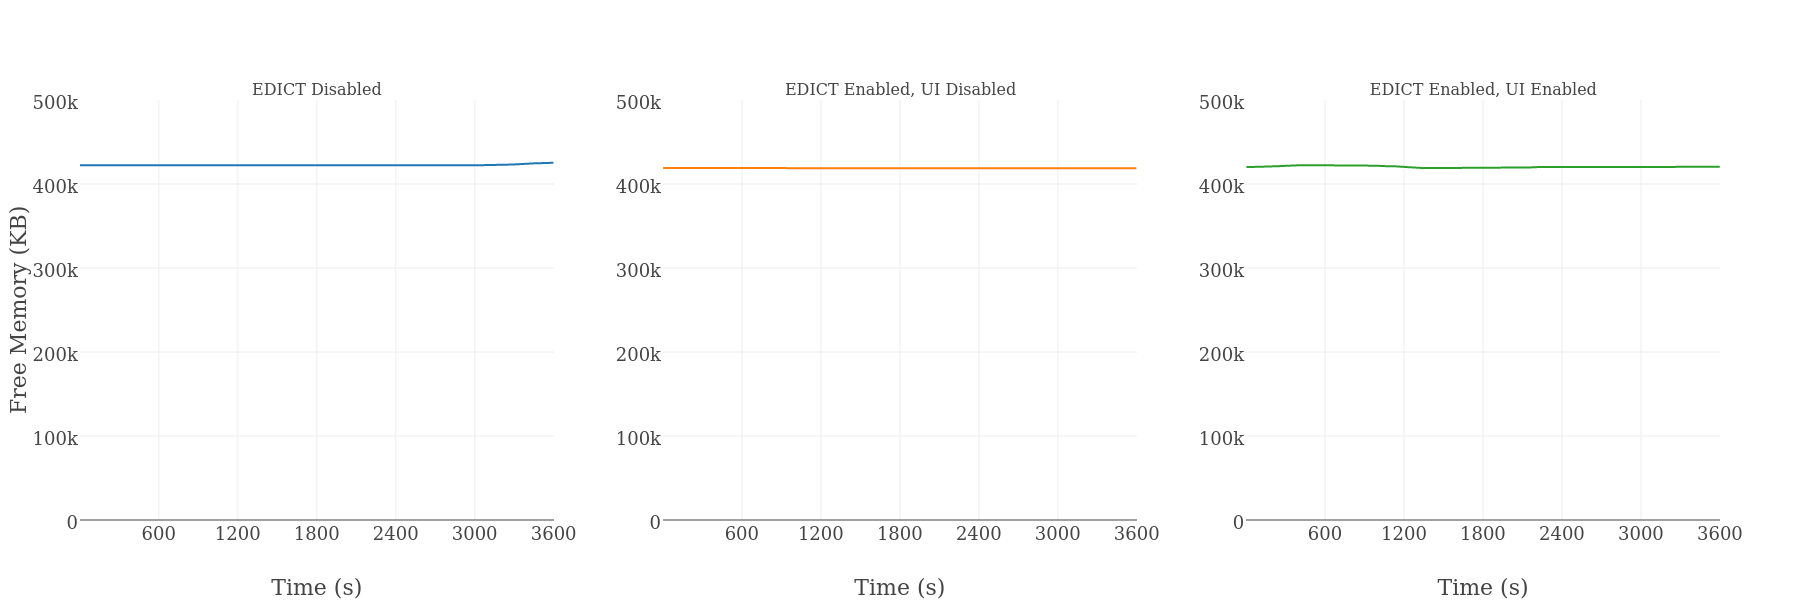 EDICT Disabled
EDICT Enabled, UI Disabled
EDICT Enabled, UI Enabled
Free Memory (KB)
500k
400k
300k
200k
100k
0
600 1200 1800 2400 3000 3600
Time (s)
500k
400k
300k
200k
100k
0
600 1200 1800 2400 3000 3600
Time (s)
500k
400k
300k
200k
100k
0
600 1200 1800 2400 3000 3600
Time (s)